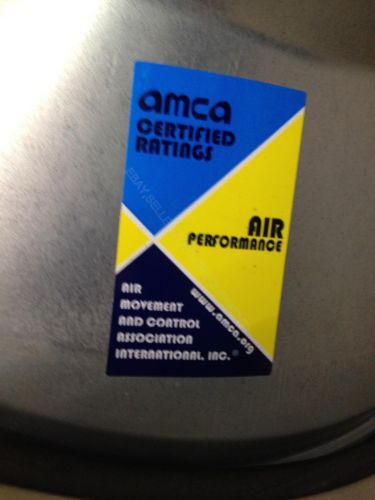 amca
CERTIFIED
RATINGS
AIR
PERFORMANCE
www.amca.org
AIR
MOVEMENT
AND CONTROL
ASSOCIATION
INTERNATIONAL, INC.®